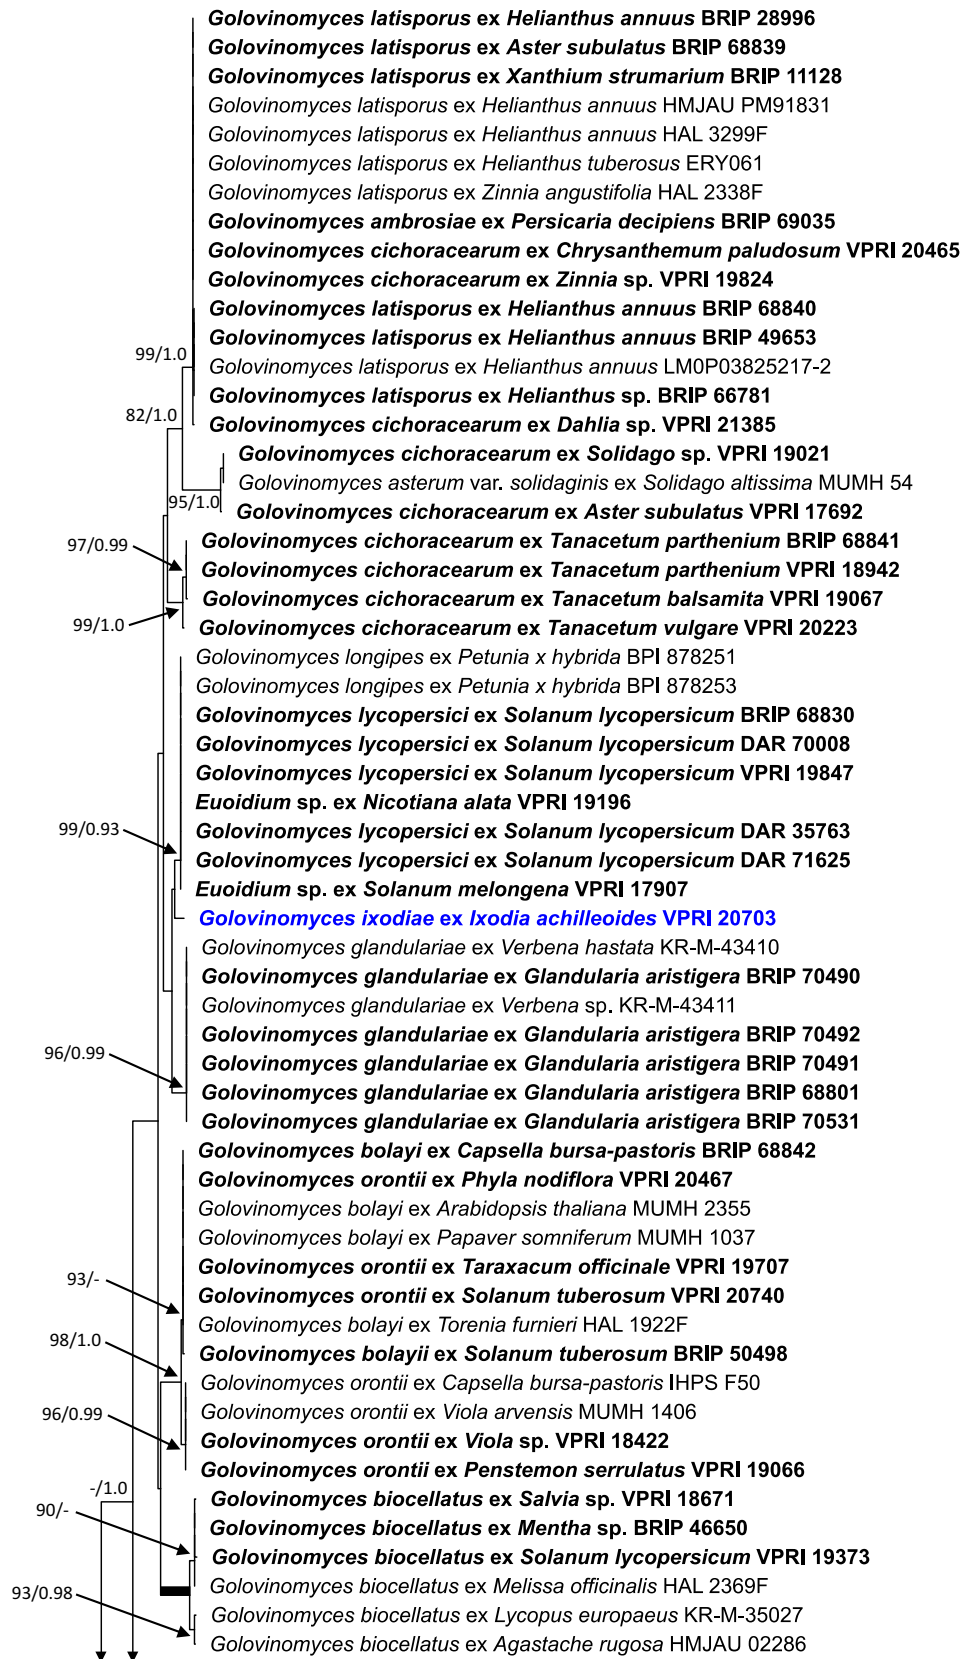 Golovinomyces latisporus ex Helianthus annuus BRIP 28996
Golovinomyces latisporus ex Aster subulatus BRIP 68839
Golovinomyces latisporus ex Xanthium strumarium BRIP 11128
Golovinomyces latisporus ex Helianthus annuus HMJAU PM91831
Golovinomyces latisporus ex Helianthus annuus HAL 3299F
Golovinomyces latisporus ex Helianthus tuberosus ERY061
Golovinomyces latisporus ex Zinnia angustifolia HAL 2338F
Golovinomyces ambrosiae ex Persicaria decipiens BRIP 69035
Golovinomyces cichoracearum ex Chrysanthemum paludosum VPRI 20465
Golovinomyces cichoracearum ex Zinnia sp. VPRI 19824
Golovinomyces latisporus ex Helianthus annuus BRIP 68840
Golovinomyces latisporus ex Helianthus annuus BRIP 49653
99/1.0
Golovinomyces latisporus ex Helianthus annuus LM0P03825217-2
Golovinomyces latisporus ex Helianthus sp. BRIP 66781
82/1.0
Golovinomyces cichoracearum ex Dahlia sp. VPRI 21385
Golovinomyces cichoracearum ex Solidago sp. VPRI 19021
Golovinomyces asterum var. solidaginis ex Solidago altissima MUMH 54
95/1.0
Golovinomyces cichoracearum ex Aster subulatus VPRI 17692
97/0.99
Golovinomyces cichoracearum ex Tanacetum parthenium BRIP 68841
Golovinomyces cichoracearum ex Tanacetum parthenium VPRI 18942
Golovinomyces cichoracearum ex Tanacetum balsamita VPRI 19067
99/1.0
Golovinomyces cichoracearum ex Tanacetum vulgare VPRI 20223
Golovinomyces longipes ex Petunia x hybrida BPI 878251
Golovinomyces longipes ex Petunia x hybrida BPI 878253
Golovinomyces lycopersici ex Solanum lycopersicum BRIP 68830
Golovinomyces lycopersici ex Solanum lycopersicum DAR 70008
Golovinomyces lycopersici ex Solanum lycopersicum VPRI 19847
Euoidium sp. ex Nicotiana alata VPRI 19196
99/0.93
Golovinomyces lycopersici ex Solanum lycopersicum DAR 35763
Golovinomyces lycopersici ex Solanum lycopersicum DAR 71625
Euoidium sp. ex Solanum melongena VPRI 17907
Golovinomyces ixodiae ex Ixodia achilleoides VPRI 20703
Golovinomyces glandulariae ex Verbena hastata KR-M-43410
Golovinomyces glandulariae ex Glandularia aristigera BRIP 70490
Golovinomyces glandulariae ex Verbena sp. KR-M-43411
Golovinomyces glandulariae ex Glandularia aristigera BRIP 70492
96/0.99
Golovinomyces glandulariae ex Glandularia aristigera BRIP 70491
Golovinomyces glandulariae ex Glandularia aristigera BRIP 68801
Golovinomyces glandulariae ex Glandularia aristigera BRIP 70531
Golovinomyces bolayi ex Capsella bursa-pastoris BRIP 68842
Golovinomyces orontii ex Phyla nodiflora VPRI 20467
Golovinomyces bolayi ex Arabidopsis thaliana MUMH 2355
Golovinomyces bolayi ex Papaver somniferum MUMH 1037
Golovinomyces orontii ex Taraxacum officinale VPRI 19707
93/-
Golovinomyces orontii ex Solanum tuberosum VPRI 20740
Golovinomyces bolayi ex Torenia furnieri HAL 1922F
98/1.0
Golovinomyces bolayii ex Solanum tuberosum BRIP 50498
Golovinomyces orontii ex Capsella bursa-pastoris IHPS F50
Golovinomyces orontii ex Viola arvensis MUMH 1406
96/0.99
Golovinomyces orontii ex Viola sp. VPRI 18422
Golovinomyces orontii ex Penstemon serrulatus VPRI 19066
-/1.0
Golovinomyces biocellatus ex Salvia sp. VPRI 18671
90/-
Golovinomyces biocellatus ex Mentha sp. BRIP 46650
Golovinomyces biocellatus ex Solanum lycopersicum VPRI 19373
Golovinomyces biocellatus ex Melissa officinalis HAL 2369F
93/0.98
Golovinomyces biocellatus ex Lycopus europaeus KR-M-35027
Golovinomyces biocellatus ex Agastache rugosa HMJAU 02286